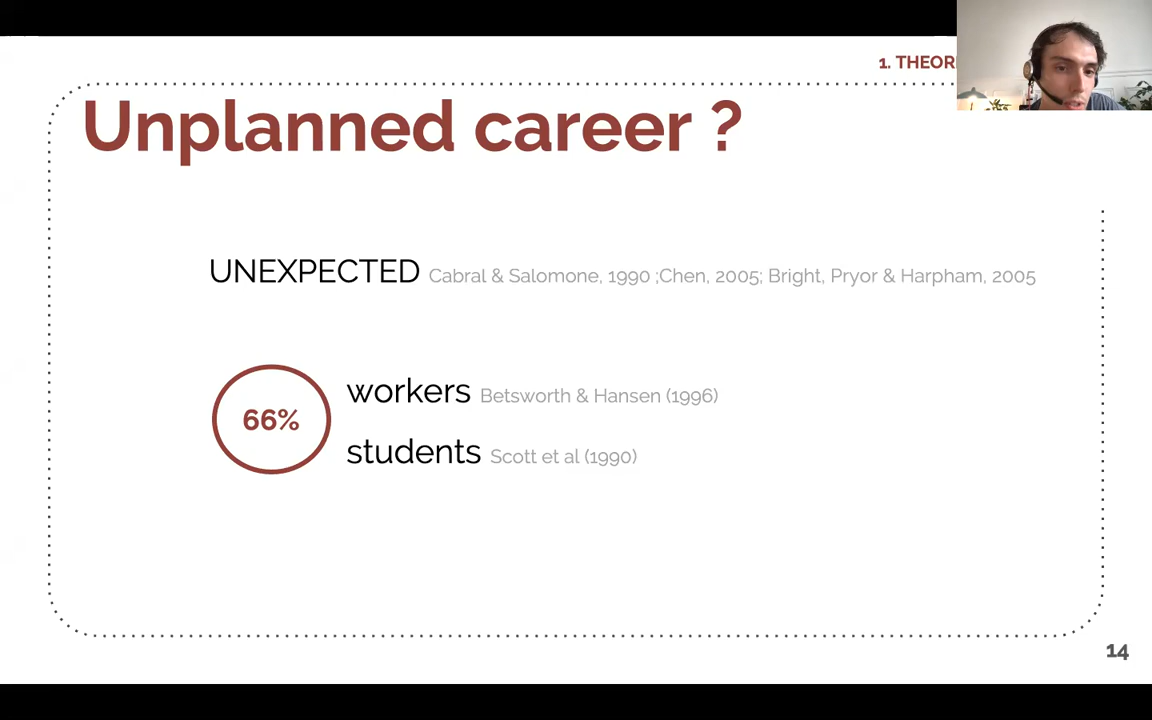 1. THEOR
Unplanned career ?
UNEXPECTED Cabral & Salomone, 1990 ;Chen, 2005; Bright, Pryor & Harpham, 2005
66%
workers Betsworth & Hansen (1996)
students Scott et al (1990)
14